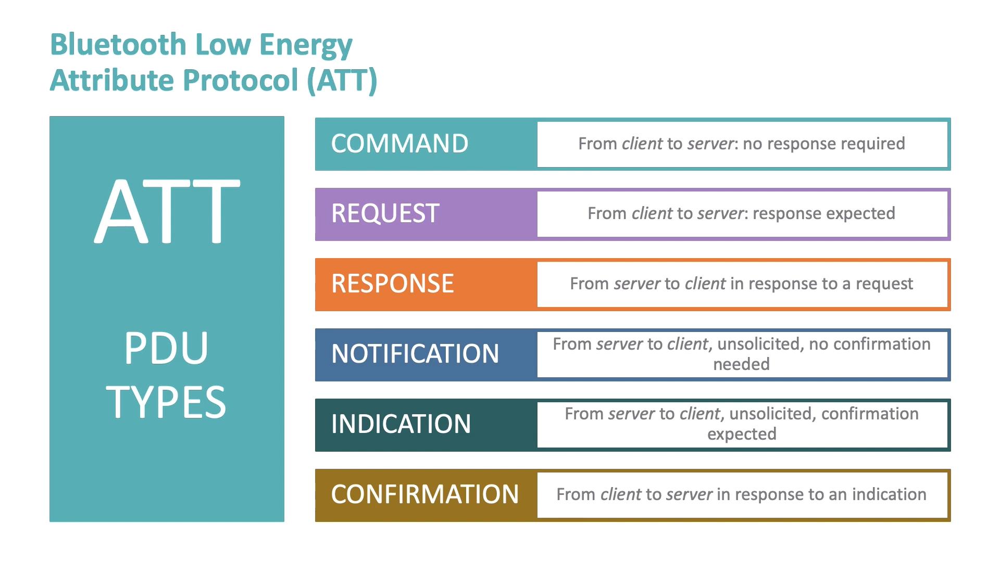 Bluetooth Low Energy
Attribute Protocol (ATT)
ATT
PDU
TYPES
COMMAND
From client to server: no response required
REQUEST
From client to server: response expected
RESPONSE
From server to client in response to a request
NOTIFICATION
From server to client, unsolicited, no confirmation
needed
INDICATION
From server to client, unsolicited, confirmation
expected
CONFIRMATION
From client to server in response to an indication